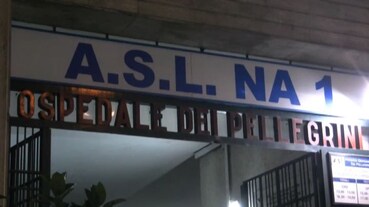 A.S.L. NA 1
OSPEDALE DEI PELLEGRINI